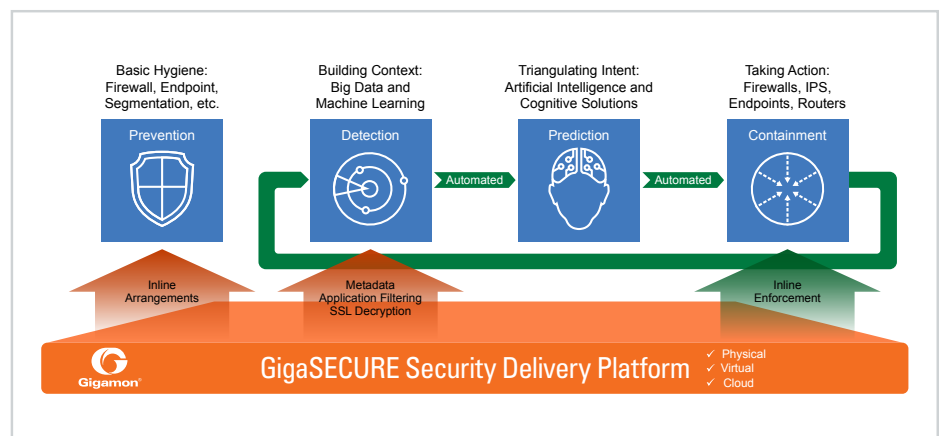 Basic Hygiene:
Firewall, Endpoint,
Segmentation, etc.
Prevention
Building Context:
Big Data and
Machine Learning
Detection
Automated
Triangulating Intent:
Artificial Intelligence and
Cognitive Solutions
Prediction
Automated
Taking Action:
Firewalls, IPS,
Endpoints, Routers
Containment
Inline
Arrangements
Metadata
Application Filtering
SSL Decryption
Inline
Enforcement
Gigamon®
GigaSECURE Security Delivery Platform
✓ Physical
✓ Virtual
✓ Cloud